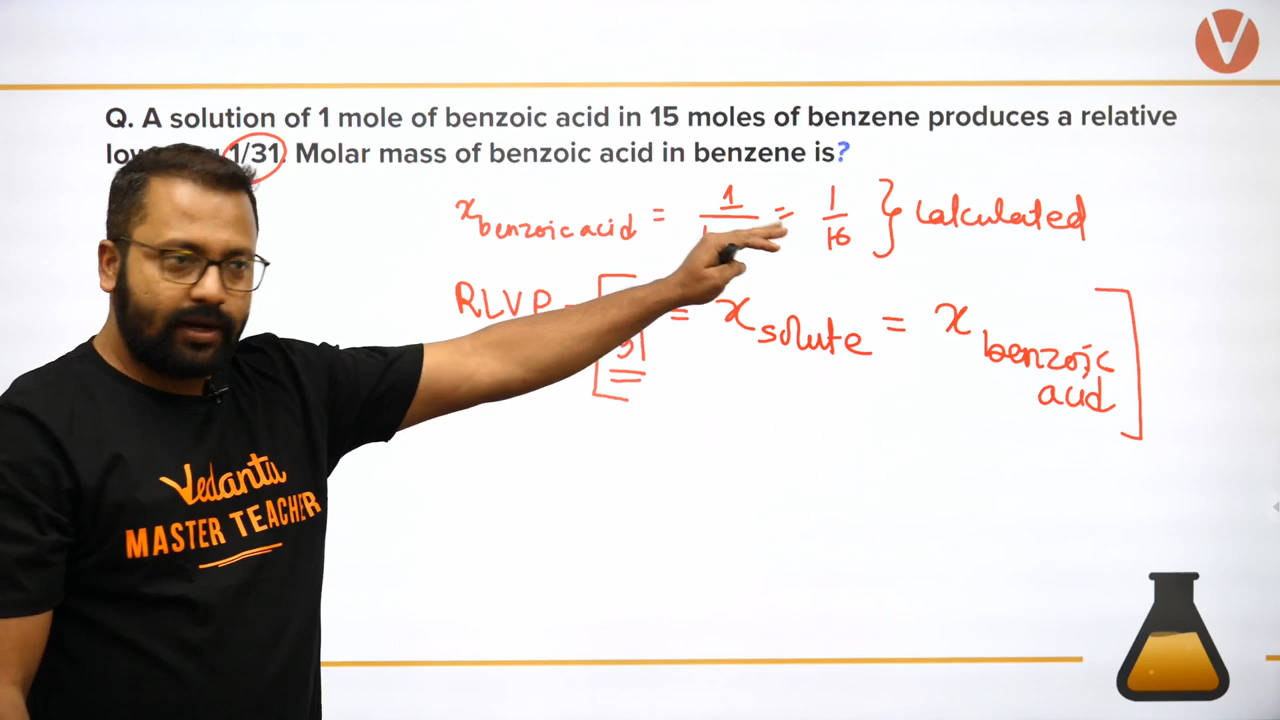 Q. A solution of 1 mole of benzoic acid in 15 moles of benzene produces a relative
1/31. Molar mass of benzoic acid in benzene is?
x benzoic acid = 1 = 1/16 } Calculated
RLVP = x solute = x benzoic acid
Vedantu
MASTER TEACHER